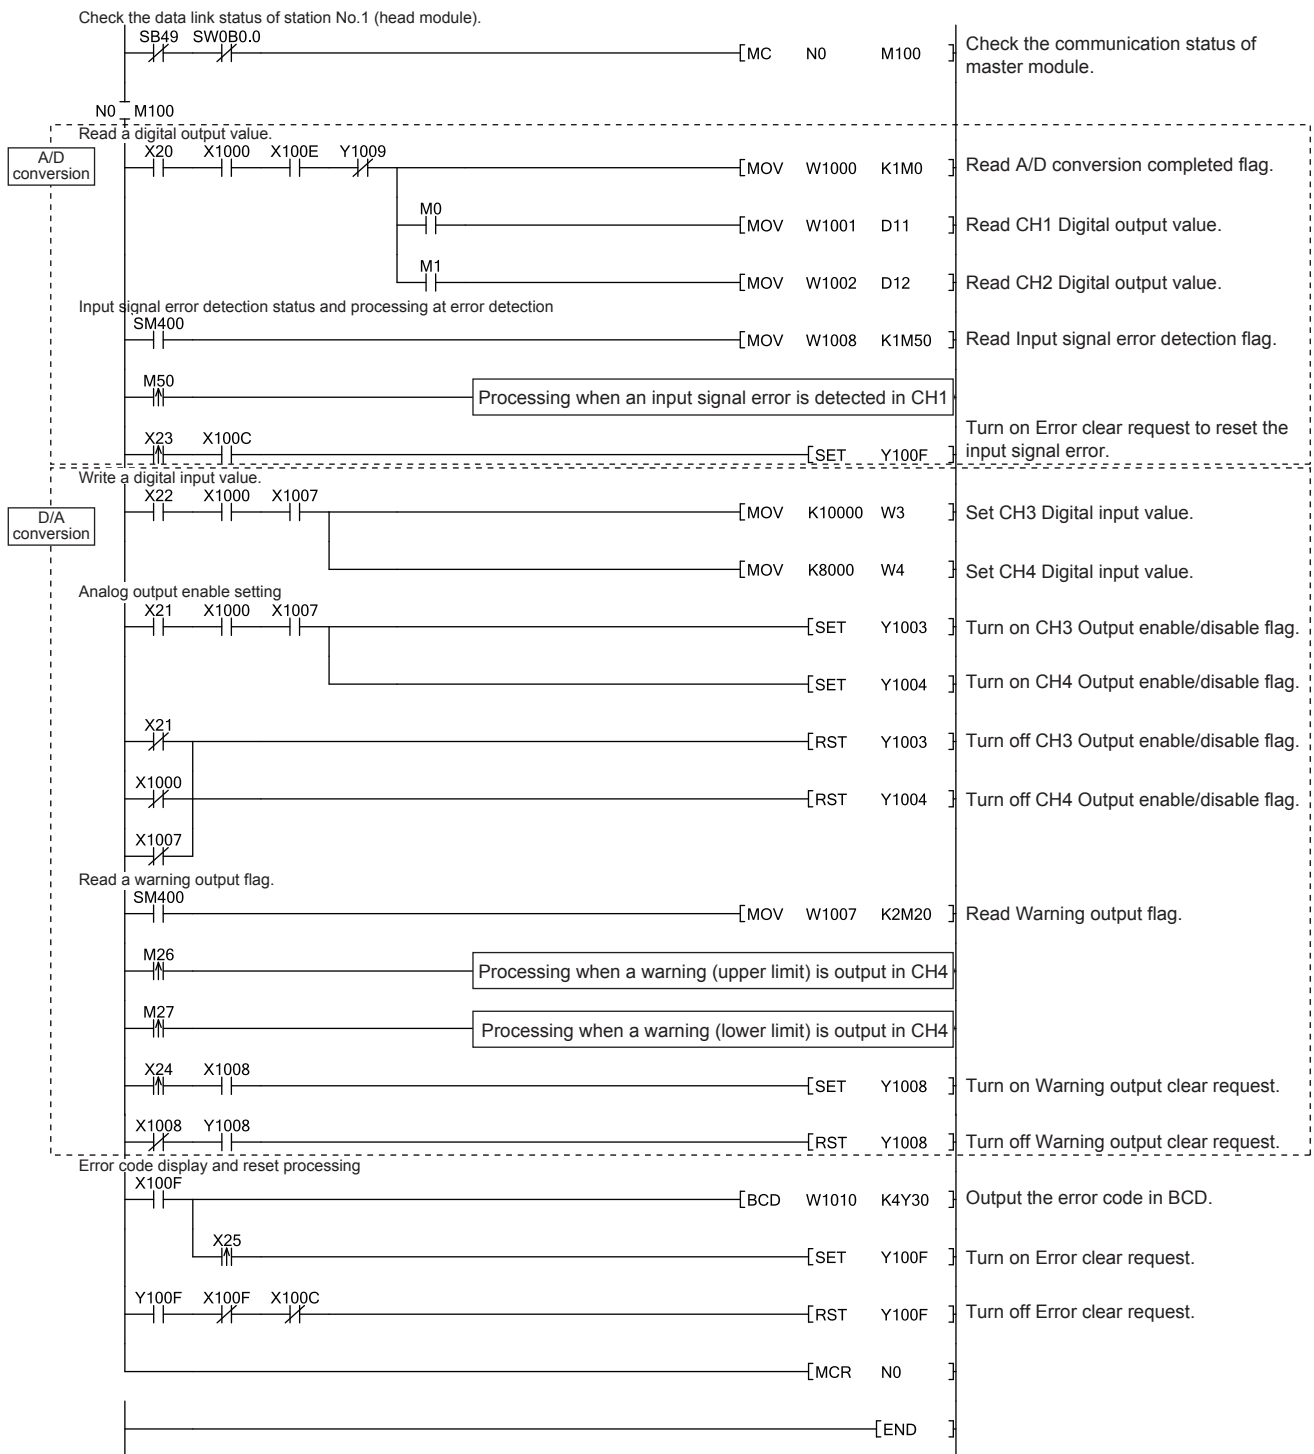 Check the data link status of station No.1 (head module).
SB49 SW0B0.0
[MC N0 M100]
Check the communication status of
master module.
N0 M100
Read a digital output value.
A/D
conversion
X20 X1000 X100E Y1009
[MOV W1000 K1M0]
Read A/D conversion completed flag.
M0
[MOV W1001 D11]
Read CH1 Digital output value.
M1
[MOV W1002 D12]
Read CH2 Digital output value.
Input signal error detection status and processing at error detection
SM400
[MOV W1008 K1M50]
Read Input signal error detection flag.
M50
Processing when an input signal error is detected in CH1
X23 X100C
[SET Y100F]
Turn on Error clear request to reset the
input signal error.
Write a digital input value.
D/A
conversion
X22 X1000 X1007
[MOV K10000 W3]
Set CH3 Digital input value.
[MOV K8000 W4]
Set CH4 Digital input value.
Analog output enable setting
X21 X1000 X1007
[SET Y1003]
Turn on CH3 Output enable/disable flag.
[SET Y1004]
Turn on CH4 Output enable/disable flag.
X21
[RST Y1003]
Turn off CH3 Output enable/disable flag.
X1000
[RST Y1004]
Turn off CH4 Output enable/disable flag.
X1007
Read a warning output flag.
SM400
[MOV W1007 K2M20]
Read Warning output flag.
M26
Processing when a warning (upper limit) is output in CH4
M27
Processing when a warning (lower limit) is output in CH4
X24 X1008
[SET Y1008]
Turn on Warning output clear request.
X1008 Y1008
[RST Y1008]
Turn off Warning output clear request.
Error code display and reset processing
X100F
[BCD W1010 K4Y30]
Output the error code in BCD.
X25
[SET Y100F]
Turn on Error clear request.
Y100F X100F X100C
[RST Y100F]
Turn off Error clear request.
[MCR N0]
[END]